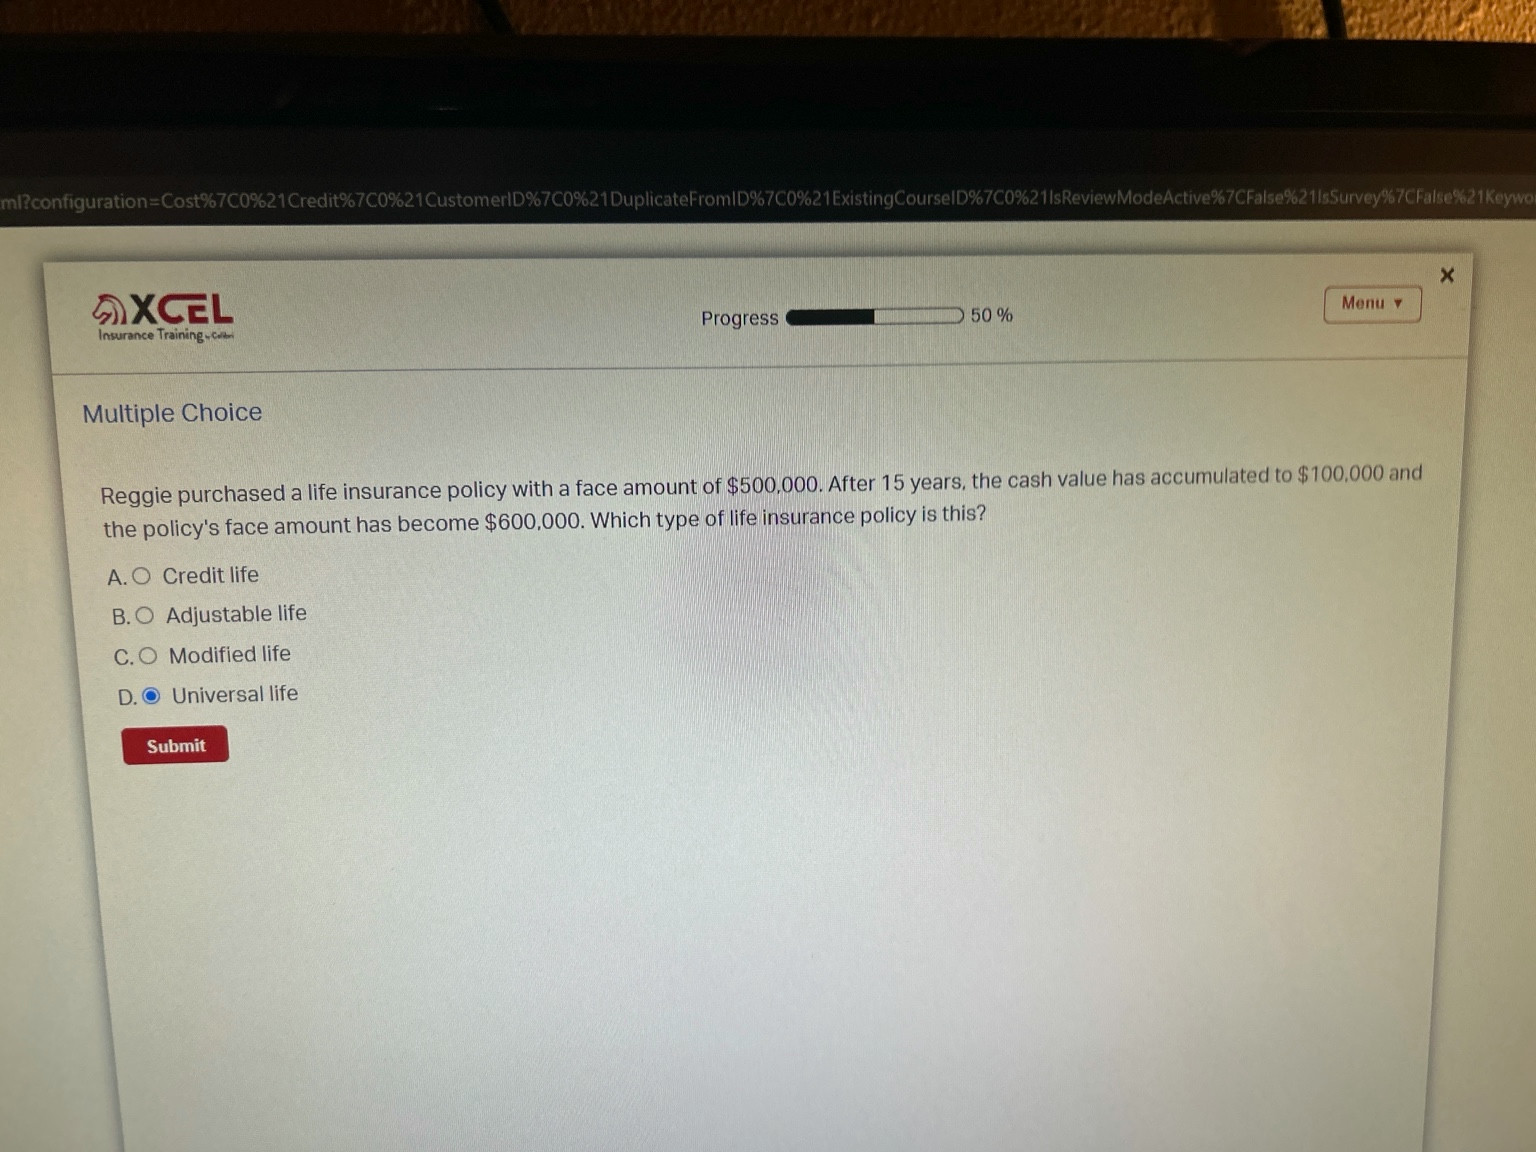 ml?configuration=Cost%7C0%21Credit%7C0%21CustomerID%7C0%21DuplicateFromID%7C0%21ExistingCourseID%7C0%21IsReviewModeActive%7CFalse%21IsSurvey%7CFalse%21Keywo
XCEL
Insurance Training by Colibri
Progress 50 %
Menu ▼
×
Multiple Choice
Reggie purchased a life insurance policy with a face amount of $500,000. After 15 years, the cash value has accumulated to $100,000 and
the policy's face amount has become $600,000. Which type of life insurance policy is this?
A. Credit life
B. Adjustable life
C. Modified life
D. Universal life
Submit